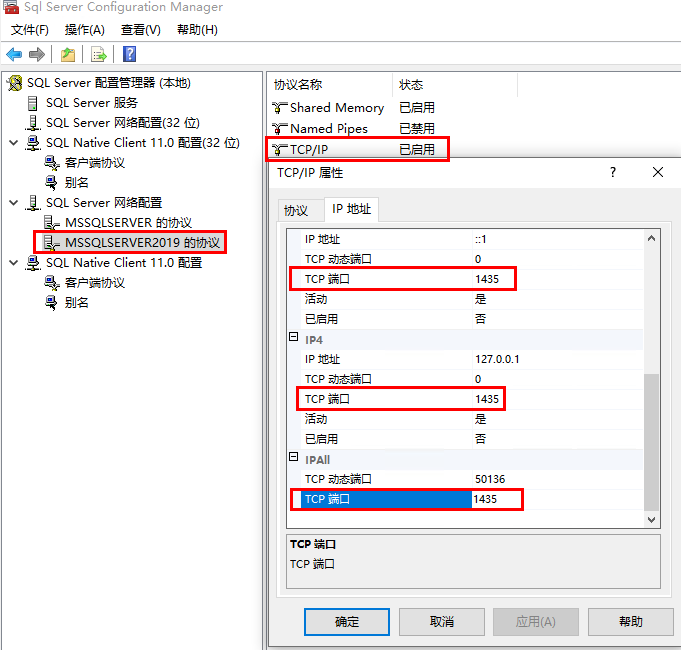 Sql Server Configuration Manager
文件(F) 操作(A) 查看(V) 帮助(H)
SQL Server 配置管理器 (本地)
SQL Server 服务
SQL Server 网络配置(32 位)
SQL Native Client 11.0 配置(32 位)
客户端协议
别名
SQL Server 网络配置
MSSQLSERVER 的协议
MSSQLSERVER2019 的协议
SQL Native Client 11.0 配置
客户端协议
别名
协议名称 状态
Shared Memory 已启用
Named Pipes 已禁用
TCP/IP 已启用
TCP/IP 属性 ?
协议 IP 地址
IP 地址 ::1
TCP 动态端口 0
TCP 端口 1435
活动 是
已启用 否
IP4
IP 地址 127.0.0.1
TCP 动态端口 0
TCP 端口 1435
活动 是
已启用 否
IPAll
TCP 动态端口 50136
TCP 端口 1435
TCP 端口
TCP 端口
确定 取消 应用(A) 帮助